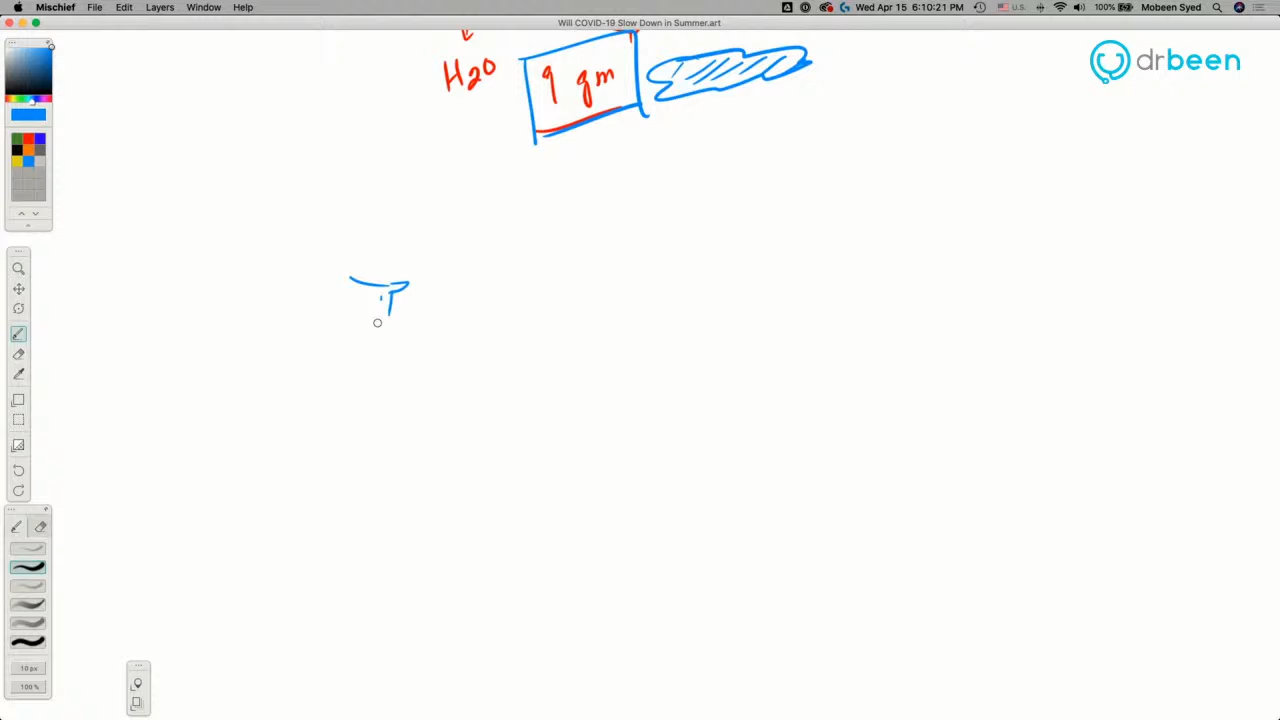 Mischief File Edit Layers Window Help
100% Wed Apr 15 6:10:21 PM U.S. 100% Mobeen Syed
Will COVID-19 Slow Down in Summer.art
drbeen
H2O
9 gm
10 px
100%